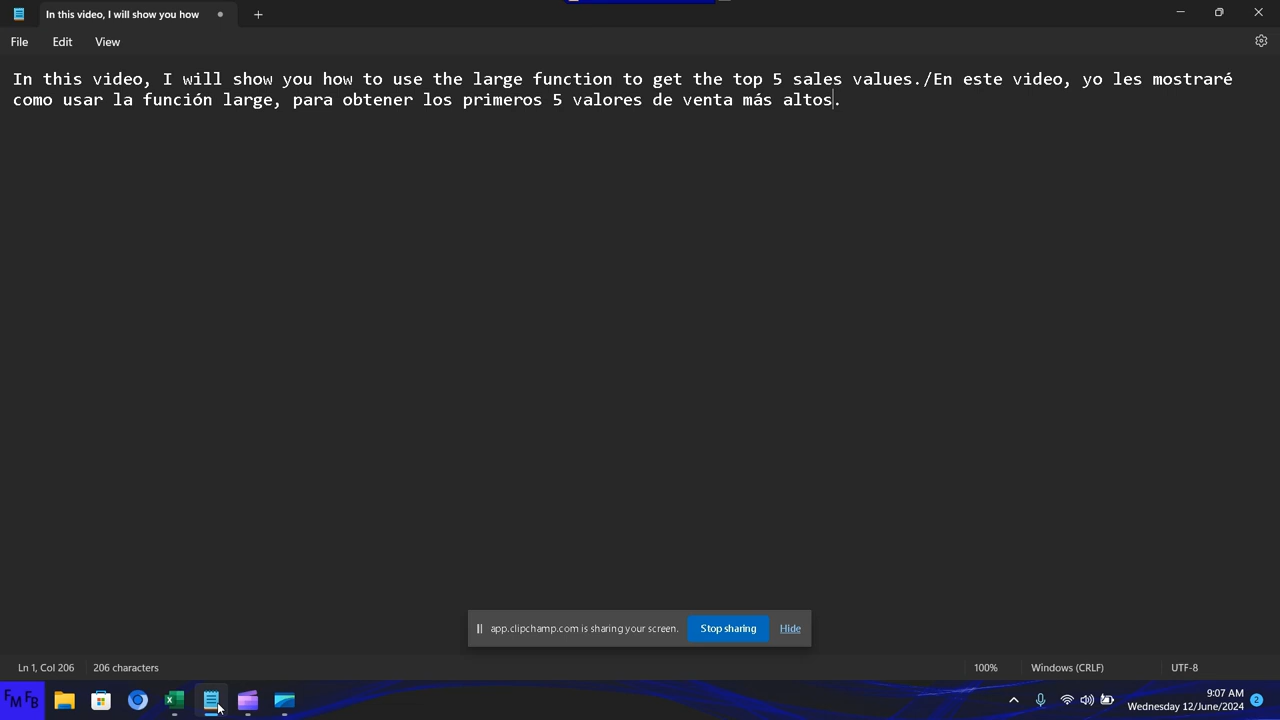 In this video, I will show you how
File
Edit
View
In this video, I will show you how to use the large function to get the top 5 sales values./En este video, yo les mostraré
como usar la función large, para obtener los primeros 5 valores de venta más altos.
app.clipchamp.com is sharing your screen.
Stop sharing
Hide
Ln 1, Col 206
206 characters
100%
Windows (CRLF)
UTF-8
FM FB
9:07 AM
Wednesday 12/June/2024
2